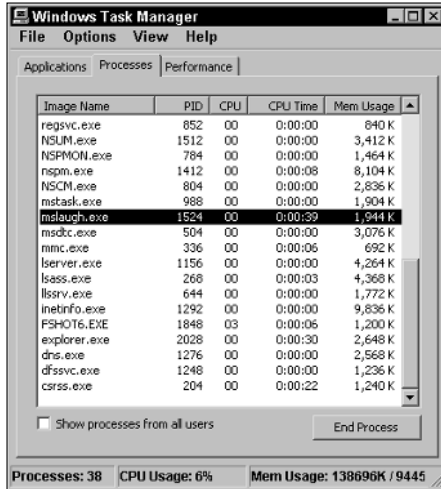 Windows Task Manager
File Options View Help
Applications Processes Performance
Image Name PID CPU CPU Time Mem Usage
regsvc.exe 852 00 0:00:00 840 K
NSUM.exe 1512 00 0:00:00 3,412 K
NSPMON.exe 784 00 0:00:00 1,464 K
nspm.exe 1412 00 0:00:08 8,104 K
NSCM.exe 804 00 0:00:00 2,836 K
mstask.exe 988 00 0:00:00 1,904 K
mslaugh.exe 1524 00 0:00:39 1,944 K
msdtc.exe 504 00 0:00:00 3,076 K
mmc.exe 336 00 0:00:06 692 K
lserver.exe 1156 00 0:00:00 4,264 K
lsass.exe 268 00 0:00:03 4,368 K
llssrv.exe 644 00 0:00:00 1,772 K
inetinfo.exe 1292 00 0:00:00 9,836 K
FSHOT6.EXE 1848 03 0:00:06 1,200 K
explorer.exe 2028 00 0:00:30 2,648 K
dns.exe 1276 00 0:00:00 2,568 K
dfssvc.exe 1248 00 0:00:00 1,236 K
csrss.exe 204 00 0:00:22 1,240 K
Show processes from all users End Process
Processes: 38 CPU Usage: 6% Mem Usage: 138696K / 9445